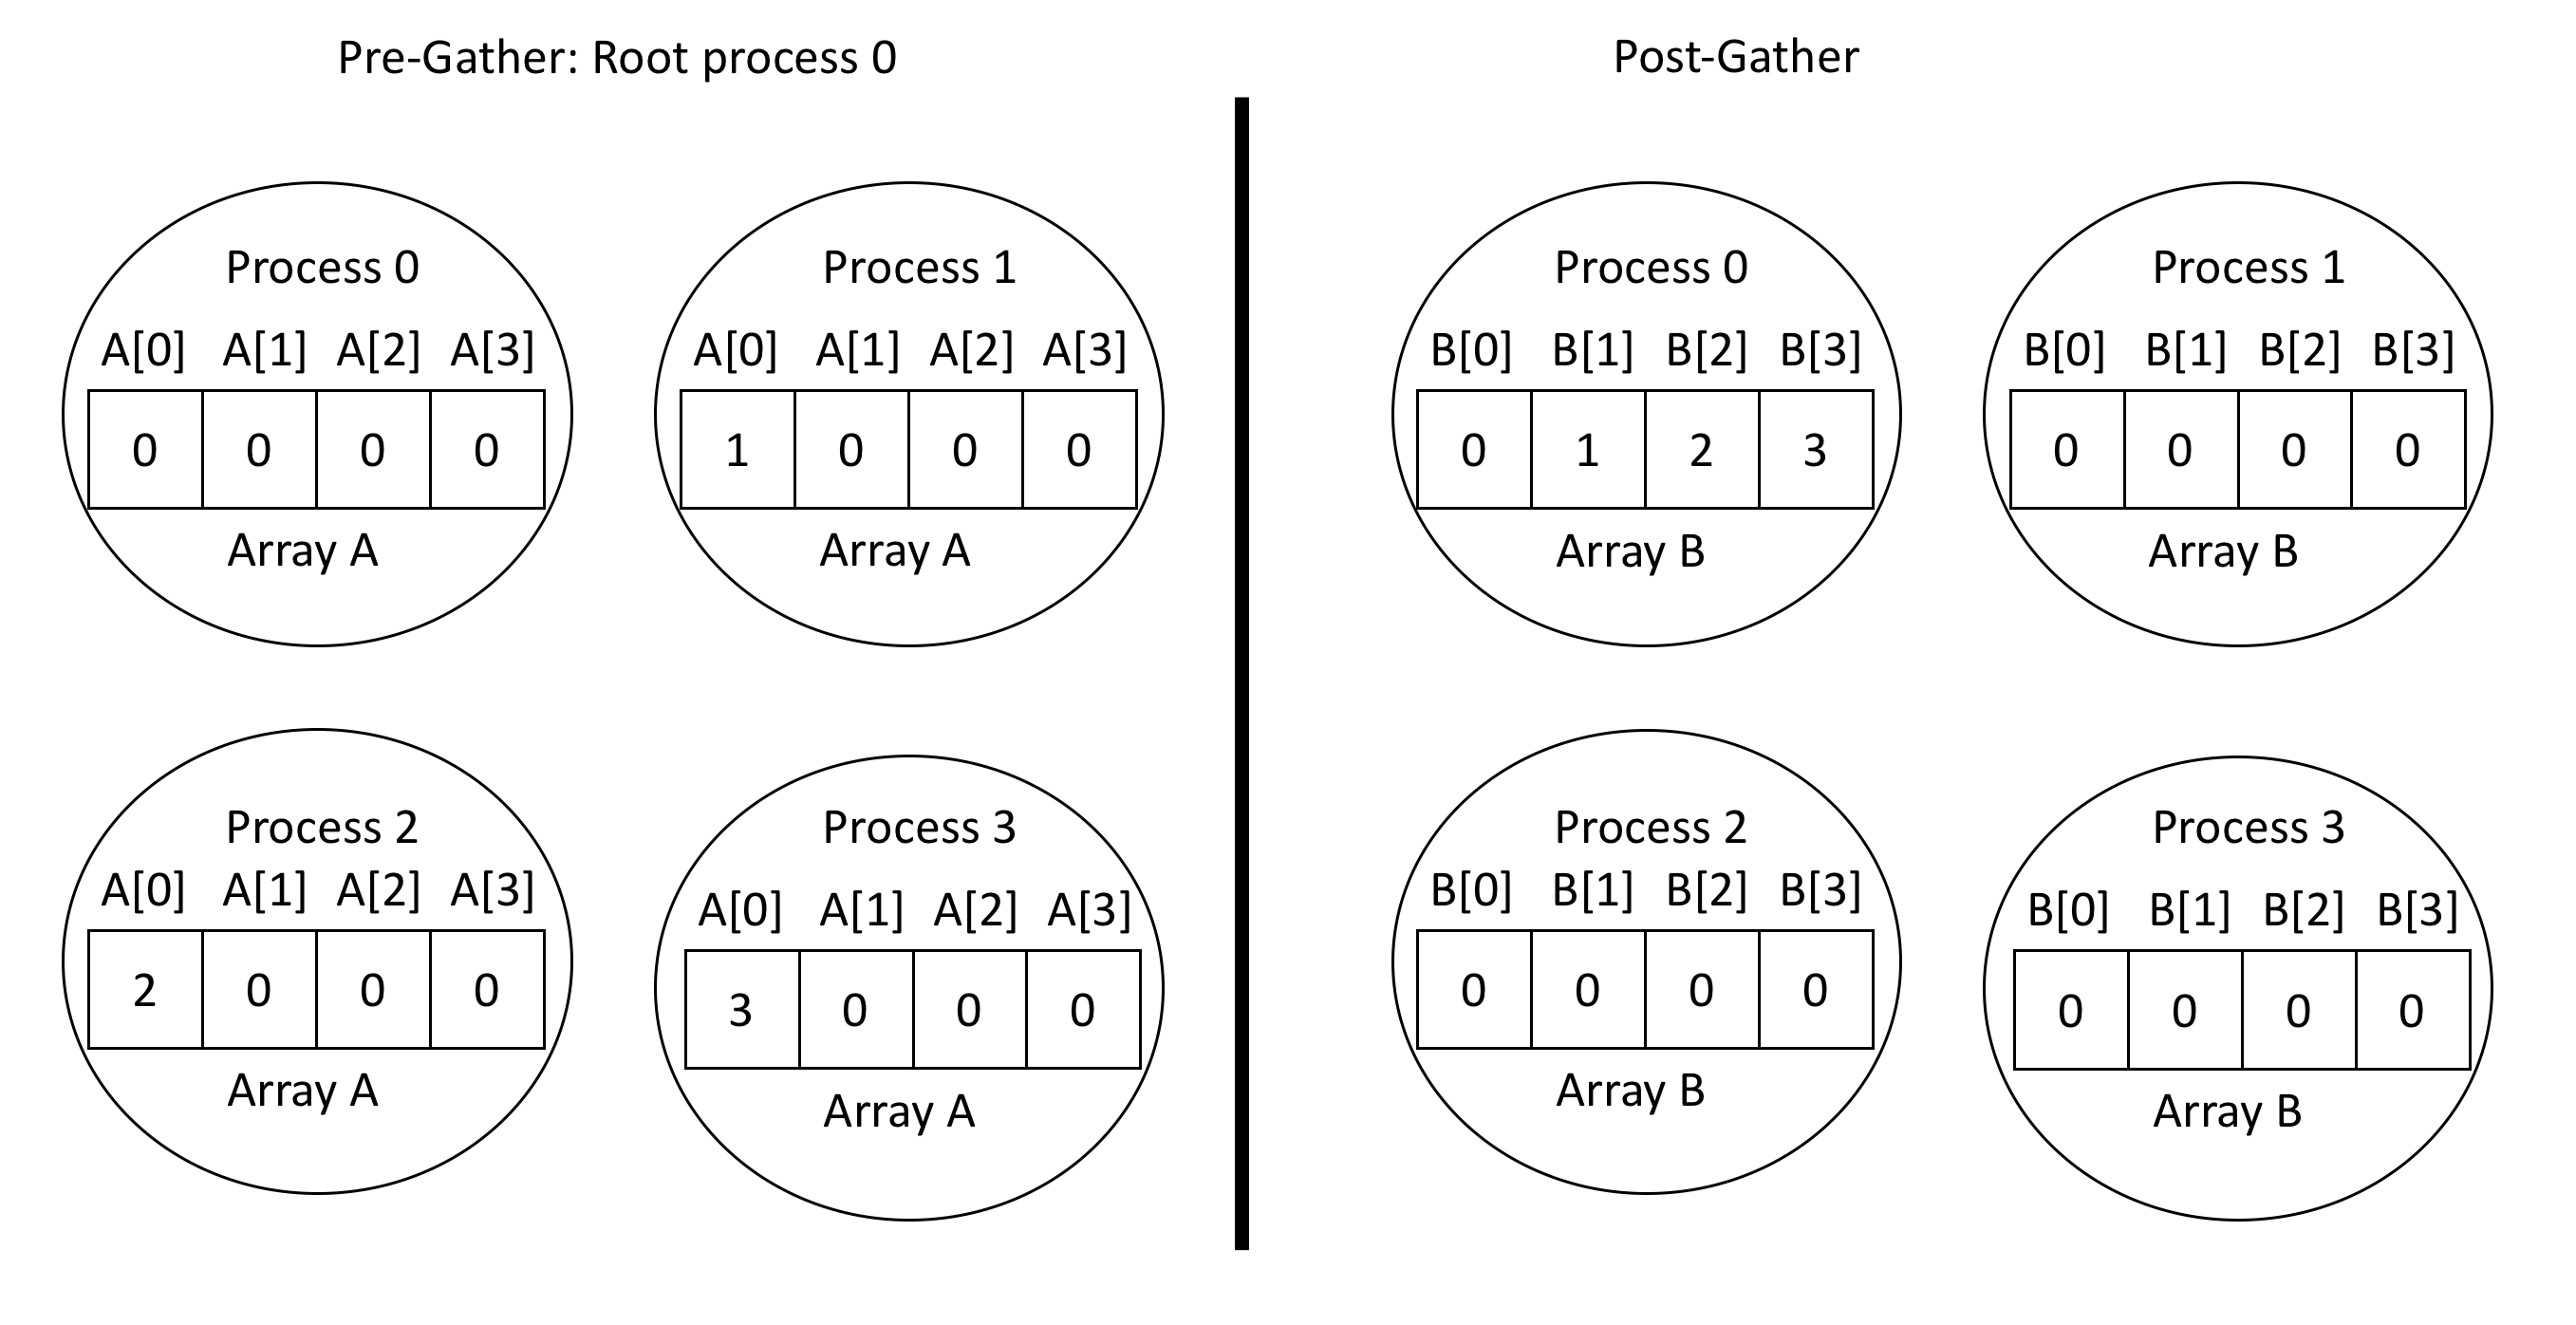 Pre-Gather: Root process 0
Process 0
A[0] A[1] A[2] A[3]
0 0 0 0
Array A
Process 1
A[0] A[1] A[2] A[3]
1 0 0 0
Array A
Process 2
A[0] A[1] A[2] A[3]
2 0 0 0
Array A
Process 3
A[0] A[1] A[2] A[3]
3 0 0 0
Array A
Post-Gather
Process 0
B[0] B[1] B[2] B[3]
0 1 2 3
Array B
Process 1
B[0] B[1] B[2] B[3]
0 0 0 0
Array B
Process 2
B[0] B[1] B[2] B[3]
0 0 0 0
Array B
Process 3
B[0] B[1] B[2] B[3]
0 0 0 0
Array B